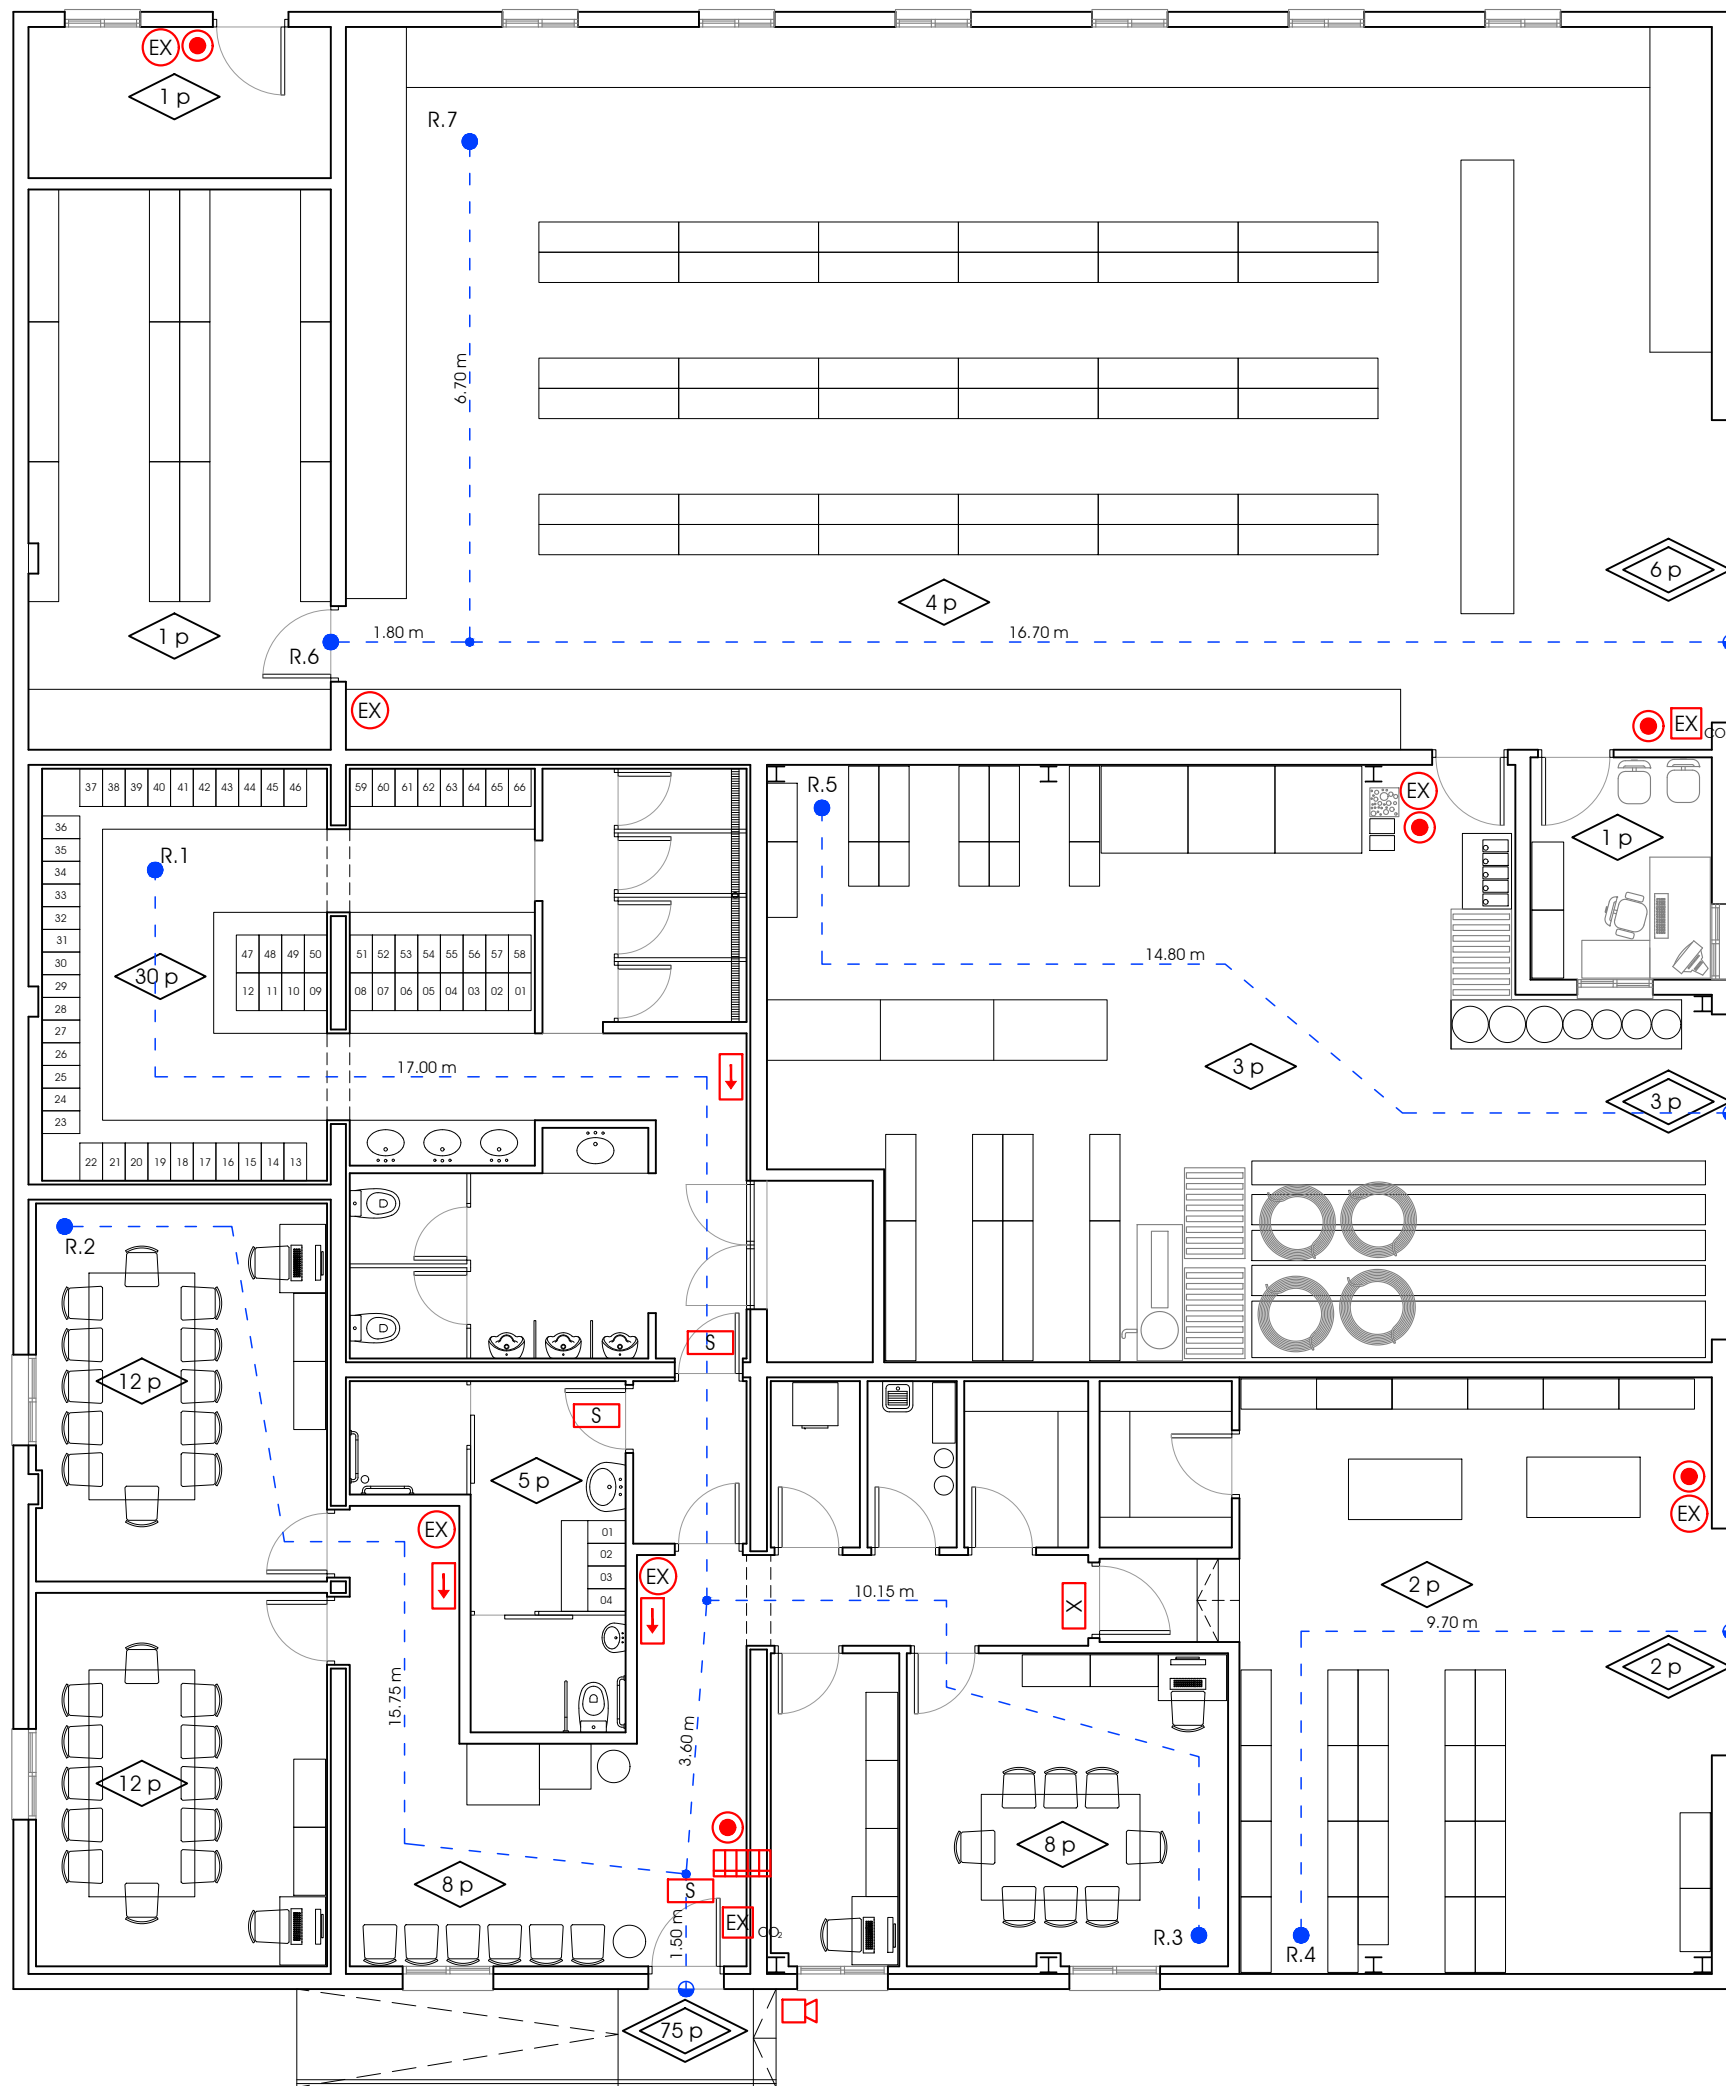 EX
1 p
R.7
6.70 m
6 p
4 p
1 p
1.80 m
16.70 m
R.6
EX
EX
CO
37 38 39 40 41 42 43 44 45 46
59 60 61 62 63 64 65 66
R.5
EX
36
35
34
33
32
31
30
29
28
27
26
25
24
23
R.1
1 p
30 p
47 48 49 50
51 52 53 54 55 56 57 58
12 11 10 09
08 07 06 05 04 03 02 01
14.80 m
17.00 m
3 p
3 p
22 21 20 19 18 17 16 15 14 13
R.2
S
12 p
S
5 p
EX
EX
01
02
03
04
EX
10.15 m
X
2 p
9.70 m
2 p
15.75 m
3.60 m
12 p
8 p
8 p
S
EX
CO₂
1.50 m
R.3
R.4
75 p